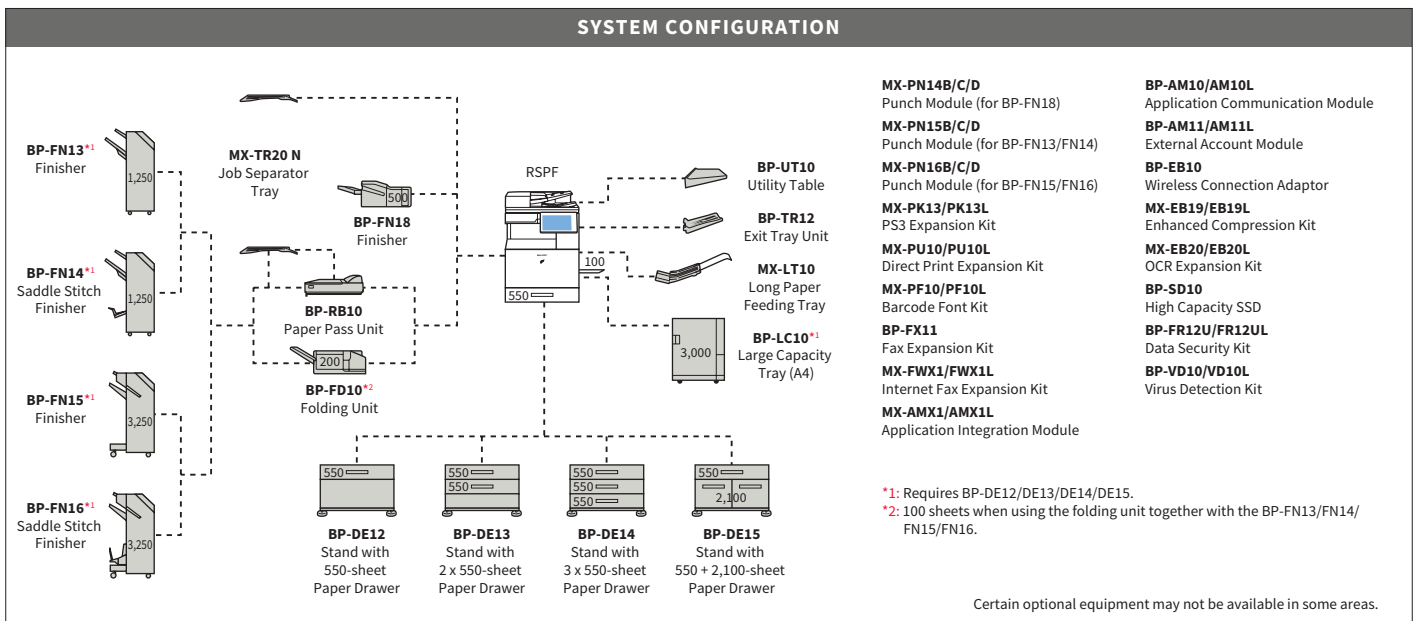 SYSTEM CONFIGURATION
BP-FN13*1
Finisher
1,250
BP-FN14*1
Saddle Stitch
Finisher
1,250
BP-FN15*1
Finisher
3,250
BP-FN16*1
Saddle Stitch
Finisher
3,250
MX-TR20 N
Job Separator
Tray
500
BP-FN18
Finisher
BP-RB10
Paper Pass Unit
200
BP-FD10*2
Folding Unit
RSPF
100
550
BP-UT10
Utility Table
BP-TR12
Exit Tray Unit
MX-LT10
Long Paper
Feeding Tray
BP-LC10*1
Large Capacity
Tray (A4)
3,000
550
BP-DE12
Stand with
550-sheet
Paper Drawer
550
550
BP-DE13
Stand with
2 x 550-sheet
Paper Drawer
550
550
550
BP-DE14
Stand with
3 x 550-sheet
Paper Drawer
550
2,100
BP-DE15
Stand with
550 + 2,100-sheet
Paper Drawer
MX-PN14B/C/D
Punch Module (for BP-FN18)
MX-PN15B/C/D
Punch Module (for BP-FN13/FN14)
MX-PN16B/C/D
Punch Module (for BP-FN15/FN16)
MX-PK13/PK13L
PS3 Expansion Kit
MX-PU10/PU10L
Direct Print Expansion Kit
MX-PF10/PF10L
Barcode Font Kit
BP-FX11
Fax Expansion Kit
MX-FWX1/FWX1L
Internet Fax Expansion Kit
MX-AMX1/AMX1L
Application Integration Module
BP-AM10/AM10L
Application Communication Module
BP-AM11/AM11L
External Account Module
BP-EB10
Wireless Connection Adaptor
MX-EB19/EB19L
Enhanced Compression Kit
MX-EB20/EB20L
OCR Expansion Kit
BP-SD10
High Capacity SSD
BP-FR12U/FR12UL
Data Security Kit
BP-VD10/VD10L
Virus Detection Kit
*1: Requires BP-DE12/DE13/DE14/DE15.
*2: 100 sheets when using the folding unit together with the BP-FN13/FN14/
FN15/FN16.
Certain optional equipment may not be available in some areas.